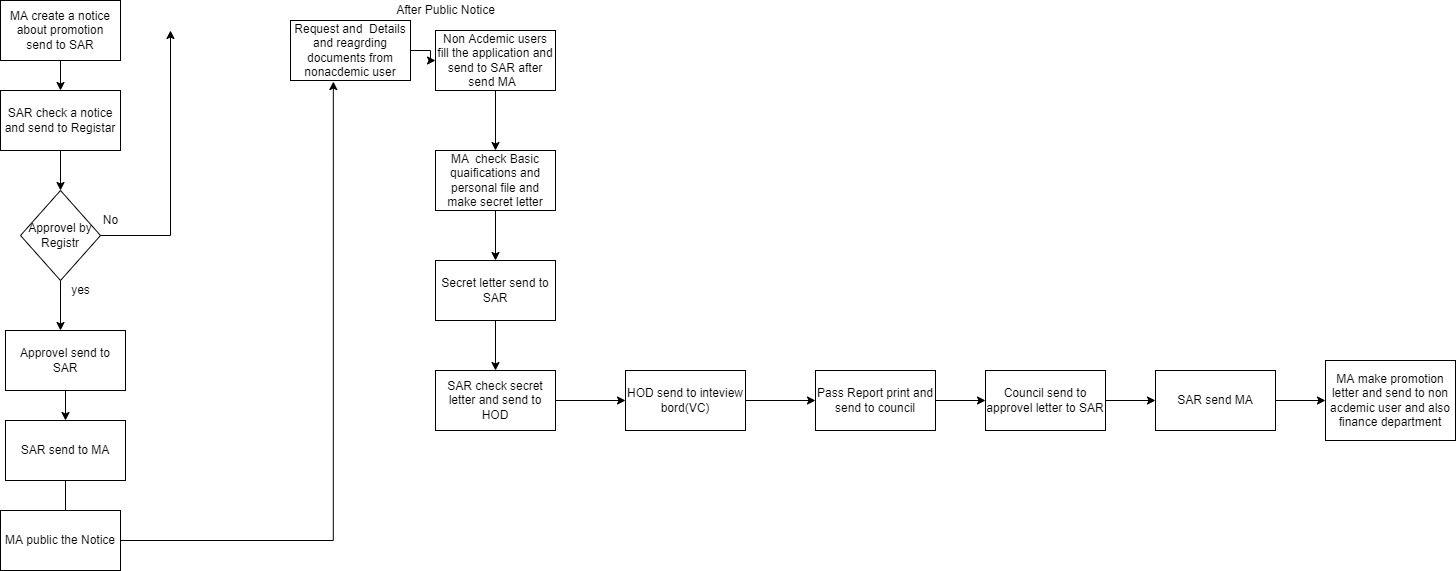 MA create a notice
about promotion
send to SAR
SAR check a notice
and send to Registar
Approvel by
Registr
No
yes
Approvel send to
SAR
SAR send to MA
MA public the Notice
After Public Notice
Request and Details
and reagrding
documents from
nonacdemic user
Non Acdemic users
fill the application and
send to SAR after
send MA
MA check Basic
quaifications and
personal file and
make secret letter
Secret letter send to
SAR
SAR check secret
letter and send to
HOD
HOD send to inteview
bord(VC)
Pass Report print and
send to council
Council send to
approvel letter to SAR
SAR send MA
MA make promotion
letter and send to non
acdemic user and also
finance department